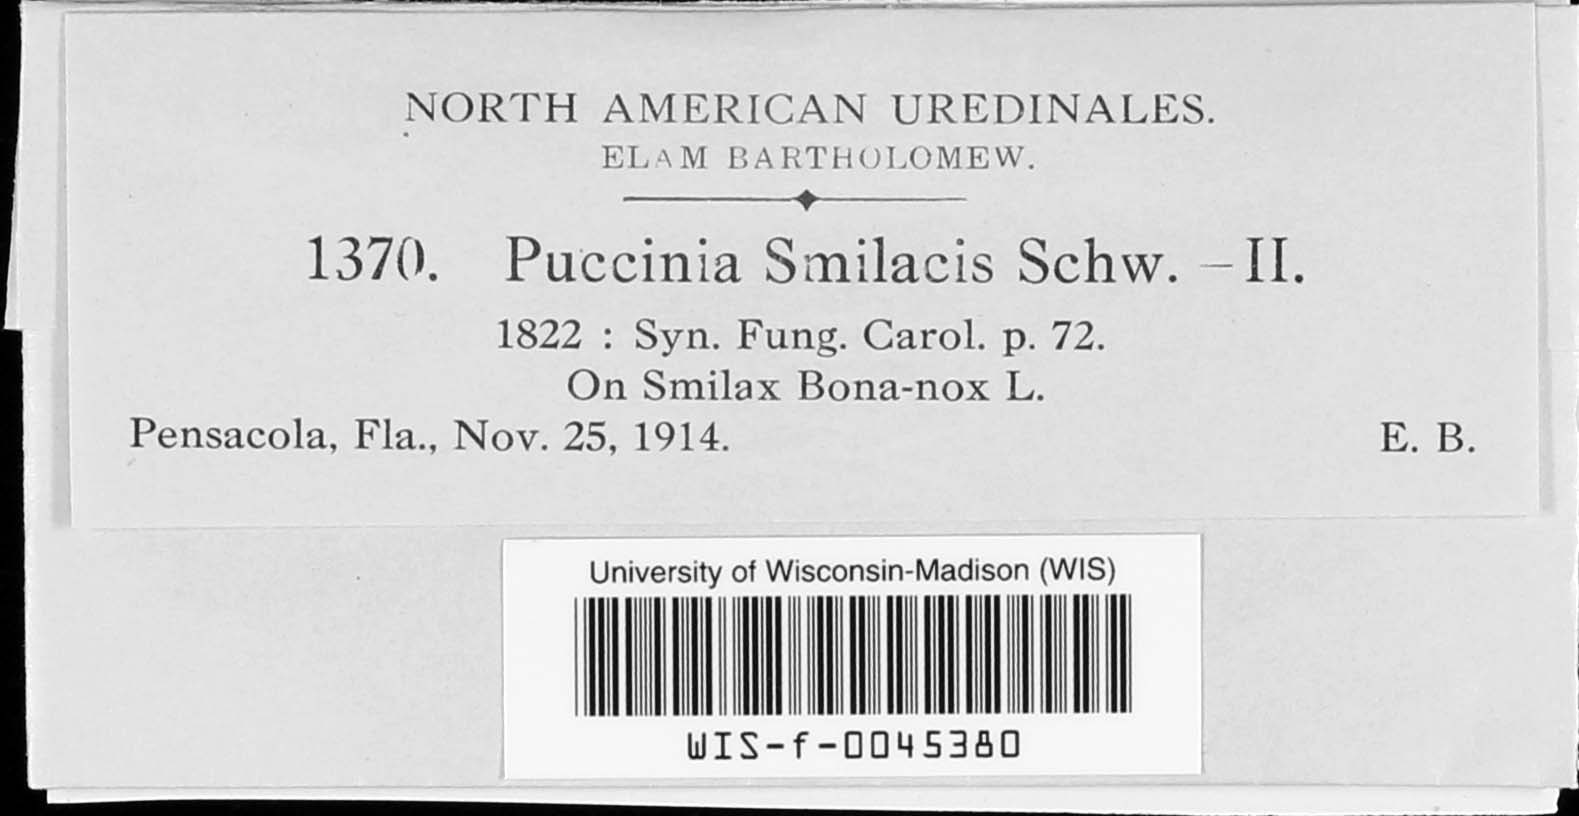 NORTH AMERICAN UREDINALES.
ELAM BARTHOLOMEW.
1370. Puccinia Smilacis Schw. – II.
1822 : Syn. Fung. Carol. p. 72.
On Smilax Bona-nox L.
Pensacola, Fla., Nov. 25, 1914. E. B.
University of Wisconsin-Madison (WIS)
WIS-f-0045380